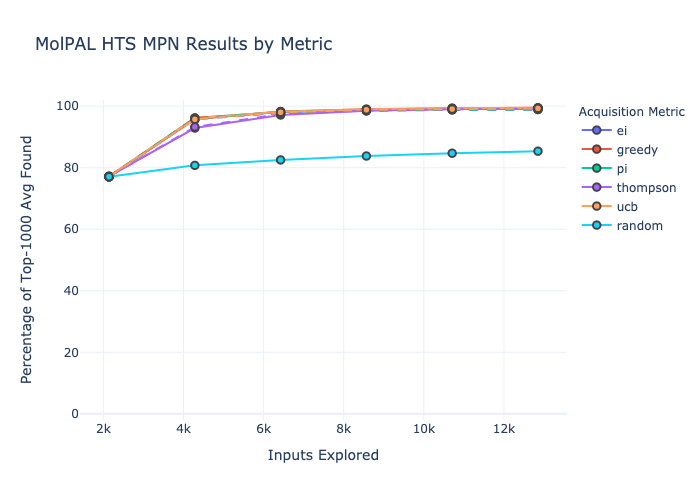 MolPAL HTS MPN Results by Metric
Percentage of Top-1000 Avg Found
100
80
60
40
20
0
2k
4k
6k
8k
10k
12k
Inputs Explored
Acquisition Metric
ei
greedy
pi
thompson
ucb
random